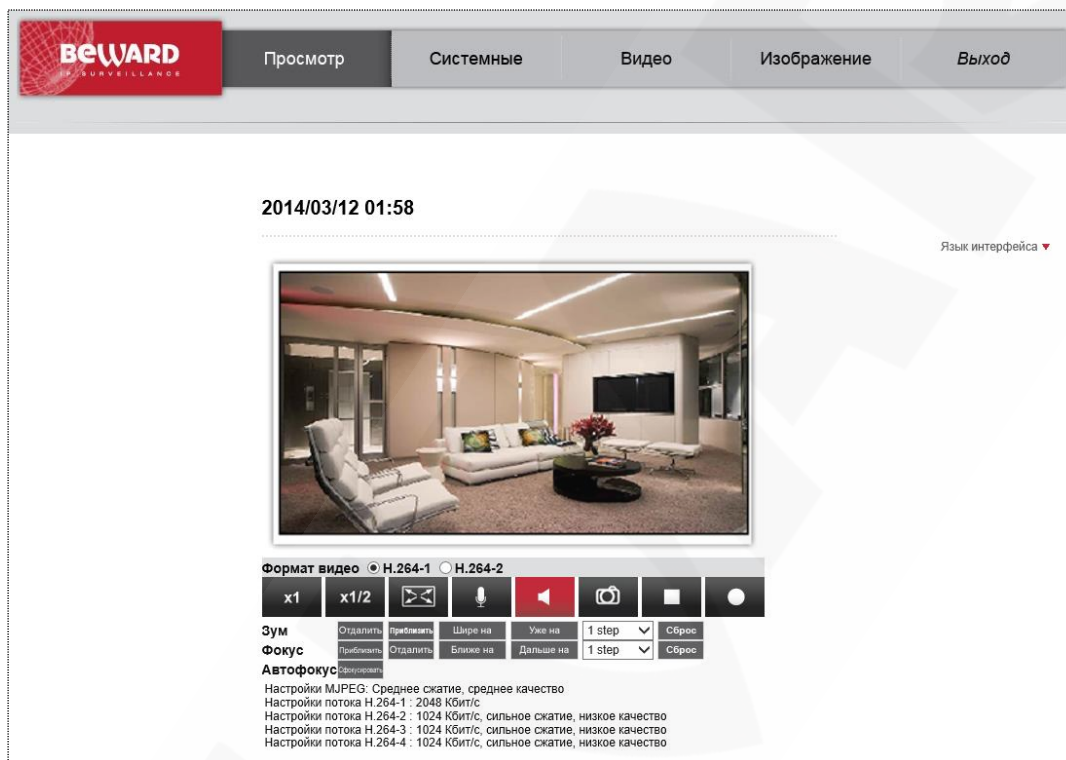 BEWARD
IP SURVEILLANCE
Просмотр Системные Видео Изображение Выход
2014/03/12 01:58
Язык интерфейса
Формат видео H.264-1 H.264-2
x1 x1/2
Зум Отдалить Приблизить Шире на Уже на 1 step Сброс
Фокус Приблизить Отдалить Ближе на Дальше на 1 step Сброс
Автофокус Сфокусировать
Настройки MJPEG: Среднее сжатие, среднее качество
Настройки потока H.264-1 : 2048 Кбит/с
Настройки потока H.264-2 : 1024 Кбит/с, сильное сжатие, низкое качество
Настройки потока H.264-3 : 1024 Кбит/с, сильное сжатие, низкое качество
Настройки потока H.264-4 : 1024 Кбит/с, сильное сжатие, низкое качество